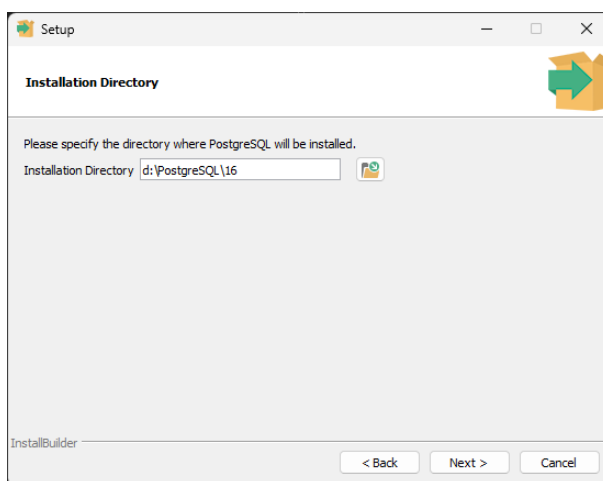 Setup
Installation Directory
Please specify the directory where PostgreSQL will be installed.
Installation Directory d:\PostgreSQL\16
InstallBuilder
< Back Next > Cancel